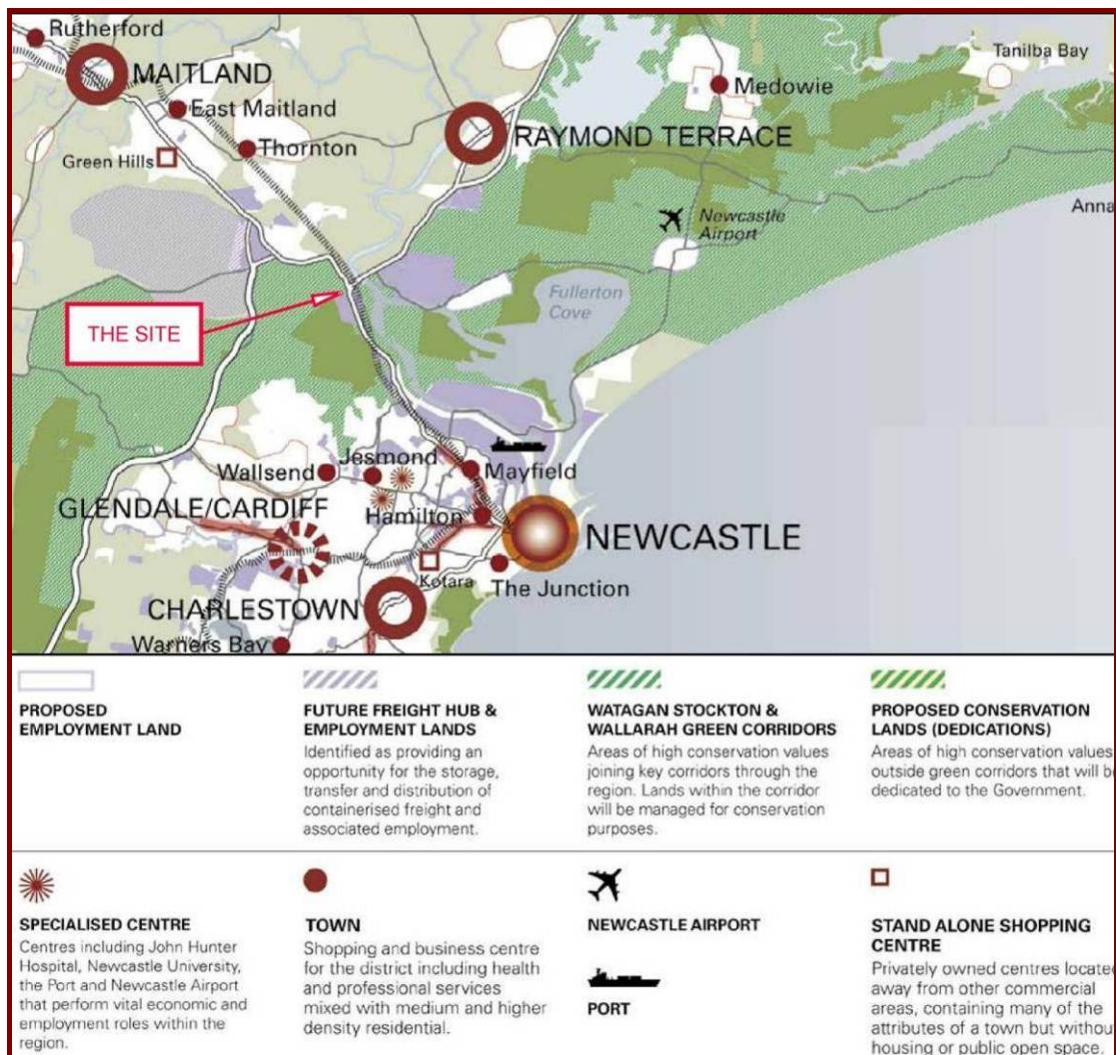 Rutherford
MAITLAND
East Maitland
Green Hills
Thornton
RAYMOND TERRACE
Medowie
Tanilba Bay
Newcastle
Airport
Anna
THE SITE
Fullerton
Cove
Wallsend
Jesmond
Mayfield
GLENDALE/CARDIFF
Hamilton
NEWCASTLE
Kotara
The Junction
CHARLESTOWN
Warners Bay
PROPOSED
EMPLOYMENT LAND
FUTURE FREIGHT HUB &
EMPLOYMENT LANDS
Identified as providing an
opportunity for the storage,
transfer and distribution of
containerised freight and
associated employment.
WATAGAN STOCKTON &
WALLARAH GREEN CORRIDORS
Areas of high conservation values
joining key corridors through the
region. Lands within the corridor
will be managed for conservation
purposes.
PROPOSED CONSERVATION
LANDS (DEDICATIONS)
Areas of high conservation values
outside green corridors that will be
dedicated to the Government.
SPECIALISED CENTRE
Centres including John Hunter
Hospital, Newcastle University,
the Port and Newcastle Airport
that perform vital economic and
employment roles within the
region.
TOWN
Shopping and business centre
for the district including health
and professional services
mixed with medium and higher
density residential.
NEWCASTLE AIRPORT
PORT
STAND ALONE SHOPPING
CENTRE
Privately owned centres located
away from other commercial
areas, containing many of the
attributes of a town but without
housing or public open space.